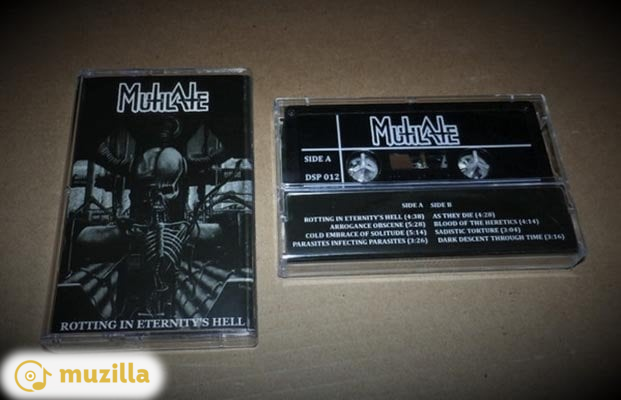 MUTILATE
ROTTING IN ETERNITY'S HELL
MUTILATE
SIDE A
DSP 012
SIDE A SIDE B
ROTTING IN ETERNITY'S HELL (4:38) AS THEY DIE (4:28)
ARROGANCE OBSCENE (5:28) BLOOD OF THE HERETICS (4:14)
COLD EMBRACE OF SOLITUDE (5:14) SADISTIC TORTURE (3:04)
PARASITES INFECTING PARASITES (3:26) DARK DESCENT THROUGH TIME (3:16)
muzilla